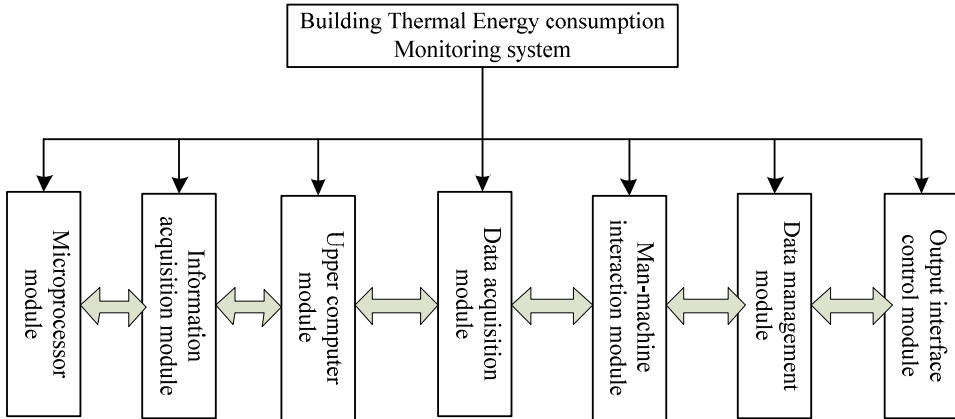 Building Thermal Energy consumption
Monitoring system
Microprocessor
module
Information
acquisition module
Upper computer
module
Data acquisition
module
Man-machine
interaction module
Data management
module
Output interface
control module